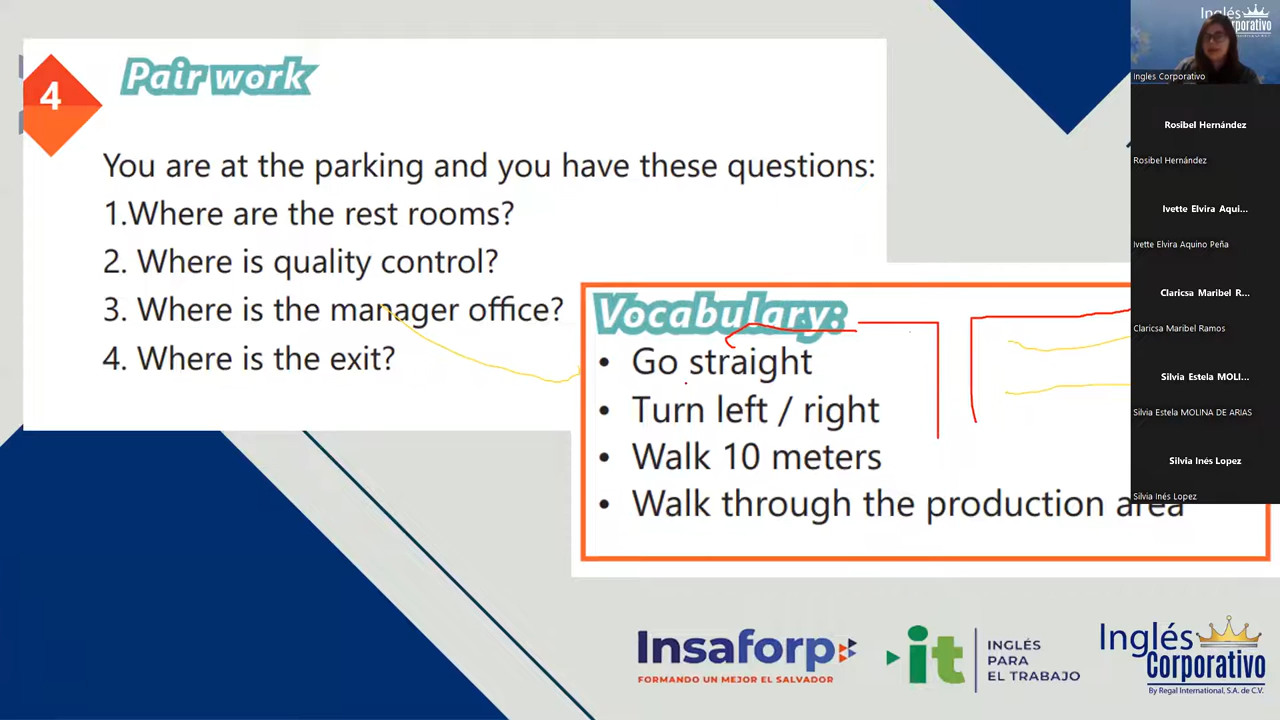 4
Pair work
You are at the parking and you have these questions:
1.Where are the rest rooms?
2. Where is quality control?
3. Where is the manager office?
4. Where is the exit?
Vocabulary:
• Go straight
• Turn left / right
• Walk 10 meters
• Walk through the production area
Insaforp
FORMANDO UN MEJOR EL SALVADOR
it
INGLÉS
PARA
EL TRABAJO
Inglés
Corporativo
By Regal International, S.A. de C.V.
Ingles Corporativo
Rosibel Hernández
Rosibel Hernández
Ivette Elvira Aqui...
Ivette Elvira Aquino Peña
Claricsa Maribel R...
Claricsa Maribel Ramos
Silvia Estela MOLI...
Silvia Estela MOLINA DE ARIAS
Silvia Inés Lopez
Silvia Inés Lopez